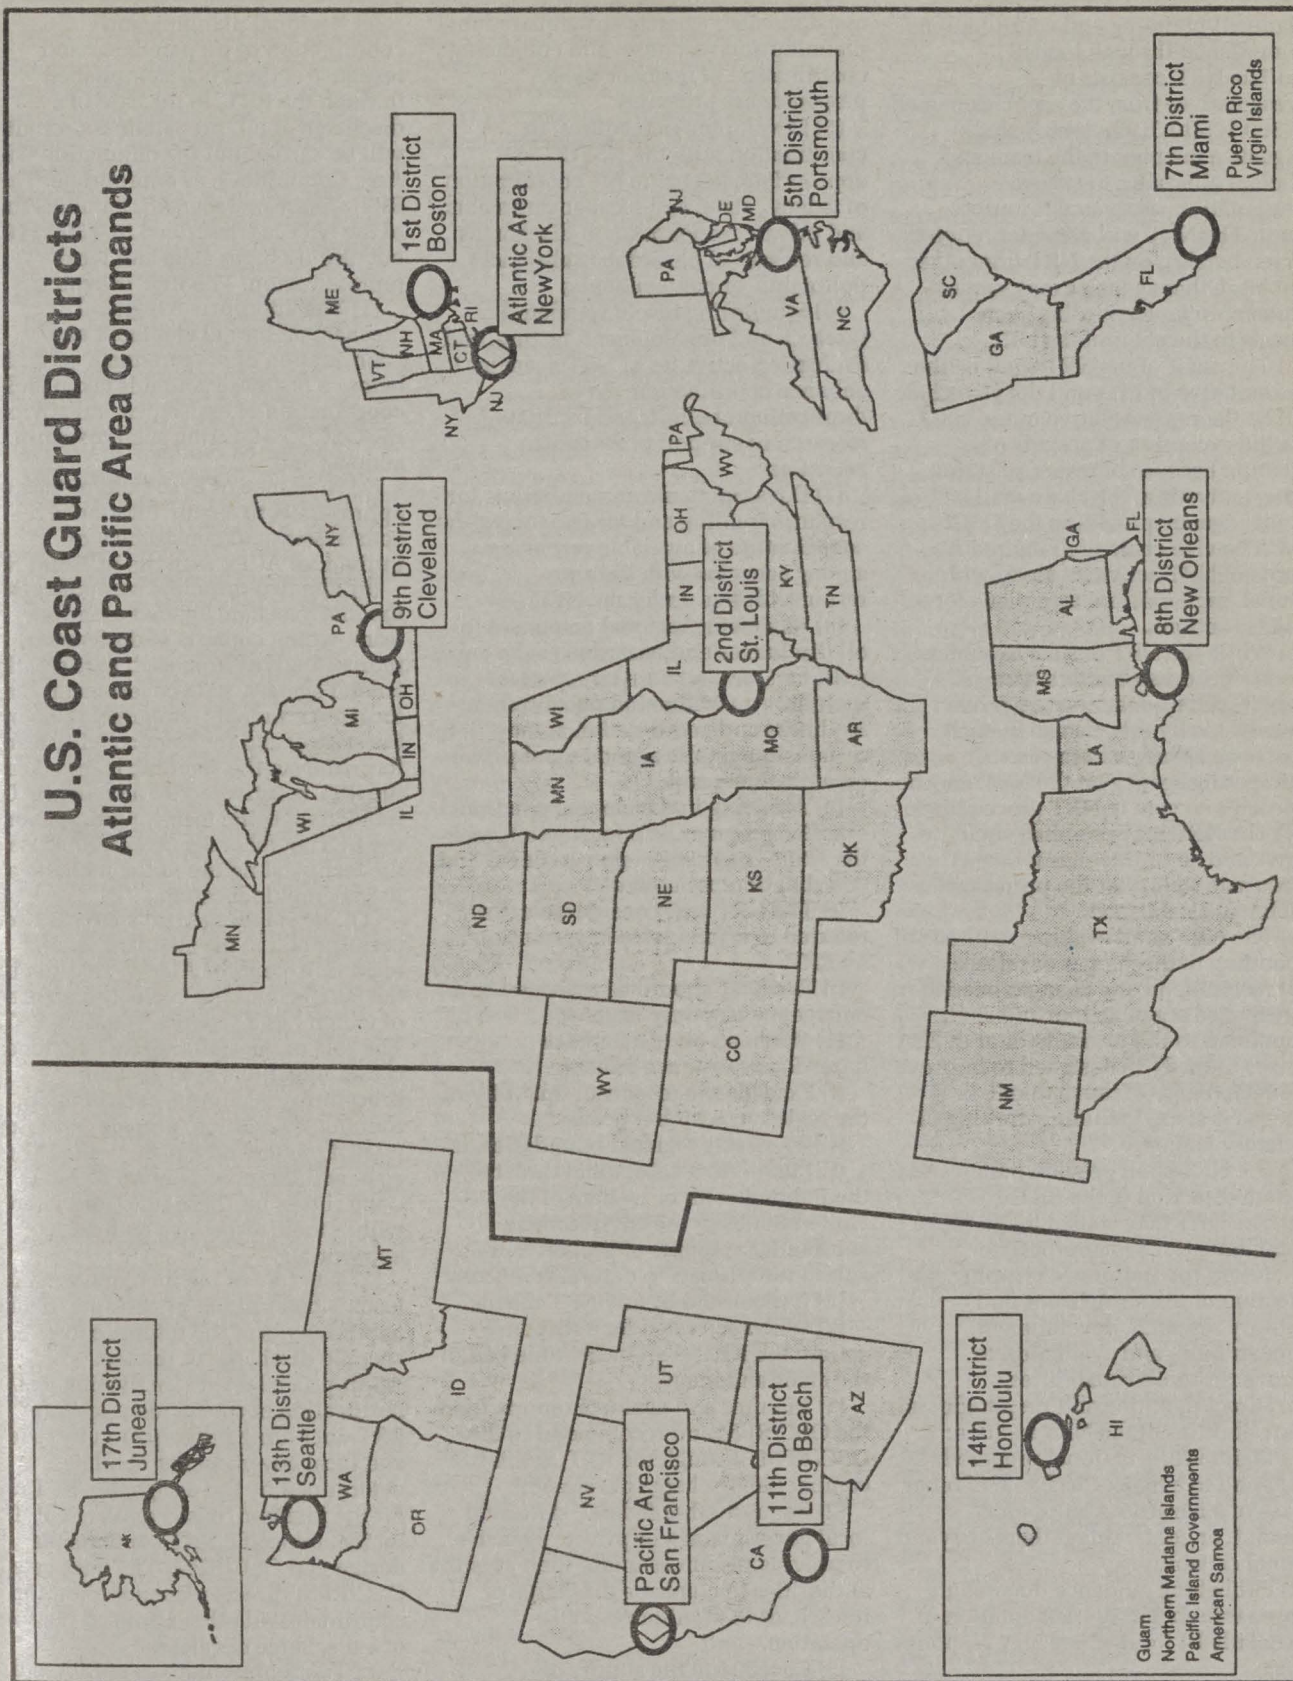 U.S. Coast Guard Districts
Atlantic and Pacific Area Commands
17th District
Juneau
AK
13th District
Seattle
WA
OR
ID
MT
Pacific Area
San Francisco
NV
UT
CA
AZ
11th District
Long Beach
14th District
Honolulu
HI
Guam
Northern Mariana Islands
Pacific Island Governments
American Samoa
9th District
Cleveland
MN
WI
IL
MI
IN
OH
PA
NY
2nd District
St. Louis
ND
SD
NE
KS
OK
WY
CO
MN
WI
IA
MO
AR
IL
IN
OH
PA
WV
KY
TN
8th District
New Orleans
NM
TX
LA
MS
AL
GA
FL
1st District
Boston
ME
VT
NH
MA
CT
RI
NY
NJ
Atlantic Area
NewYork
5th District
Portsmouth
PA
NJ
DE
MD
VA
NC
7th District
Miami
Puerto Rico
Virgin Islands
SC
GA
FL